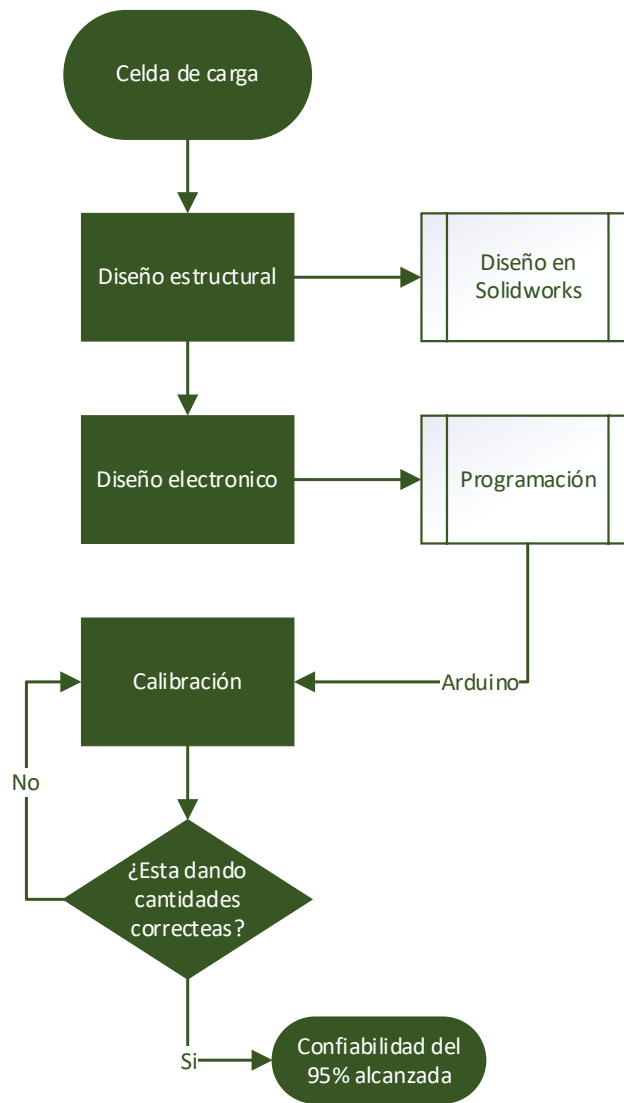 Celda de carga
Diseño estructural
Diseño en
Solidworks
Diseño electronico
Programación
Calibración
Arduino
No
¿Esta dando
cantidades
correcteas?
Si
Confiabilidad del
95% alcanzada